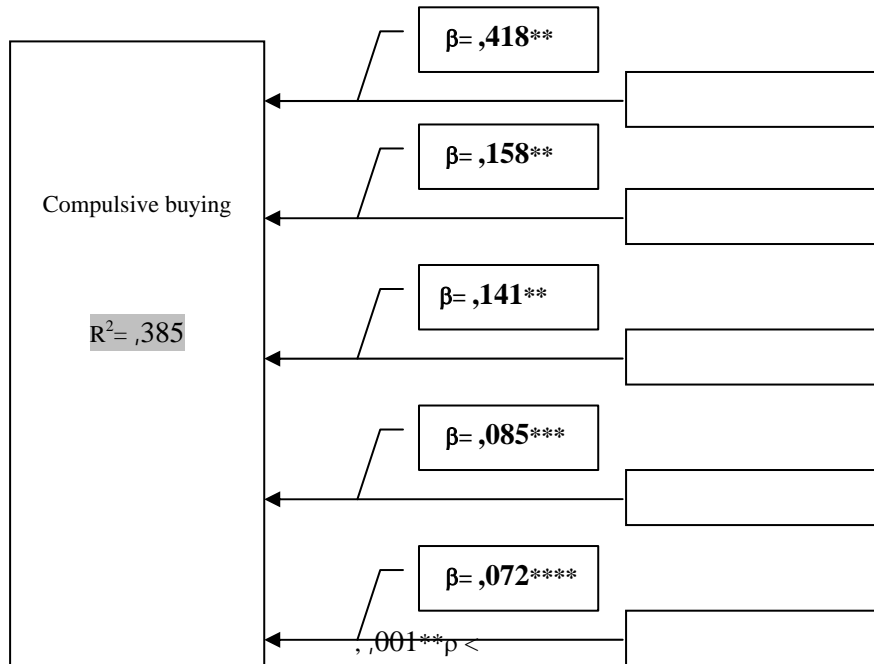 β= ,418**
β= ,158**
Compulsive buying
β= ,141**
R²= ,385
β= ,085***
β= ,072****
, ,001**ρ <